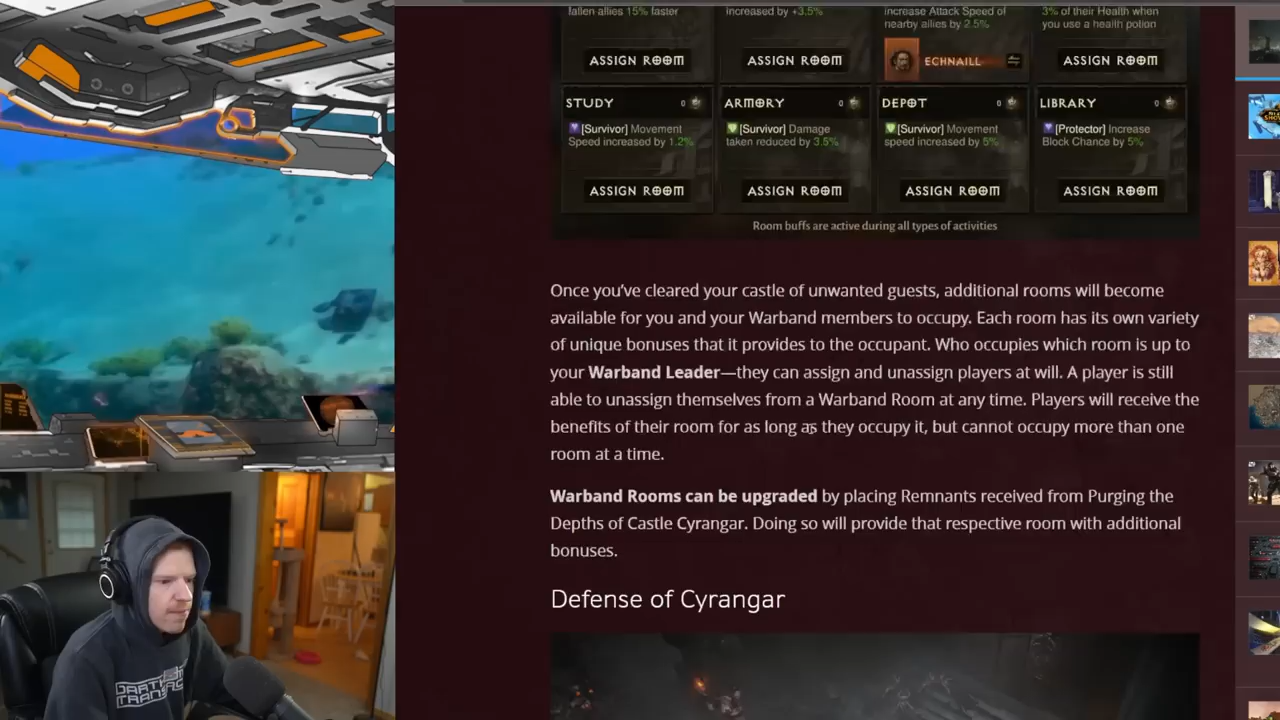 fallen allies 15% faster
increased by +3.5%
increase Attack Speed of
nearby allies by 2.5%
3% of their Health when
you use a health potion
ASSIGN ROOM
ASSIGN ROOM
ECHNAILL
ASSIGN ROOM
STUDY 0
[Survivor] Movement
Speed increased by 1.2%
ASSIGN ROOM
ARMORY 0
[Survivor] Damage
taken reduced by 3.5%
ASSIGN ROOM
DEPOT 0
[Survivor] Movement
speed increased by 5%
ASSIGN ROOM
LIBRARY 0
[Protector] Increase
Block Chance by 5%
ASSIGN ROOM
Room buffs are active during all types of activities
Once you've cleared your castle of unwanted guests, additional rooms will become
available for you and your Warband members to occupy. Each room has its own variety
of unique bonuses that it provides to the occupant. Who occupies which room is up to
your Warband Leader—they can assign and unassign players at will. A player is still
able to unassign themselves from a Warband Room at any time. Players will receive the
benefits of their room for as long as they occupy it, but cannot occupy more than one
room at a time.
Warband Rooms can be upgraded by placing Remnants received from Purging the
Depths of Castle Cyrangar. Doing so will provide that respective room with additional
bonuses.
Defense of Cyrangar